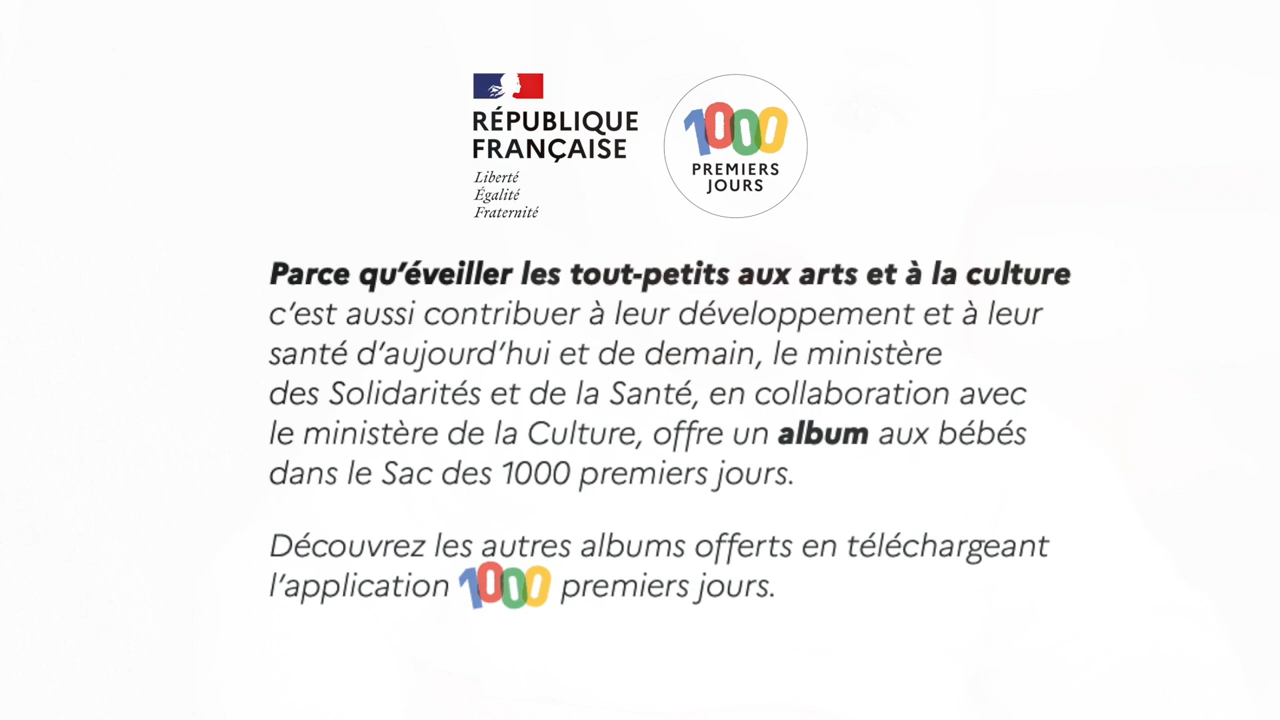 RÉPUBLIQUE
FRANÇAISE
Liberté
Égalité
Fraternité
1000
PREMIERS
JOURS
Parce qu’éveiller les tout-petits aux arts et à la culture
c’est aussi contribuer à leur développement et à leur
santé d’aujourd’hui et de demain, le ministère
des Solidarités et de la Santé, en collaboration avec
le ministère de la Culture, offre un album aux bébés
dans le Sac des 1000 premiers jours.
Découvrez les autres albums offerts en téléchargeant
l’application 1000 premiers jours.